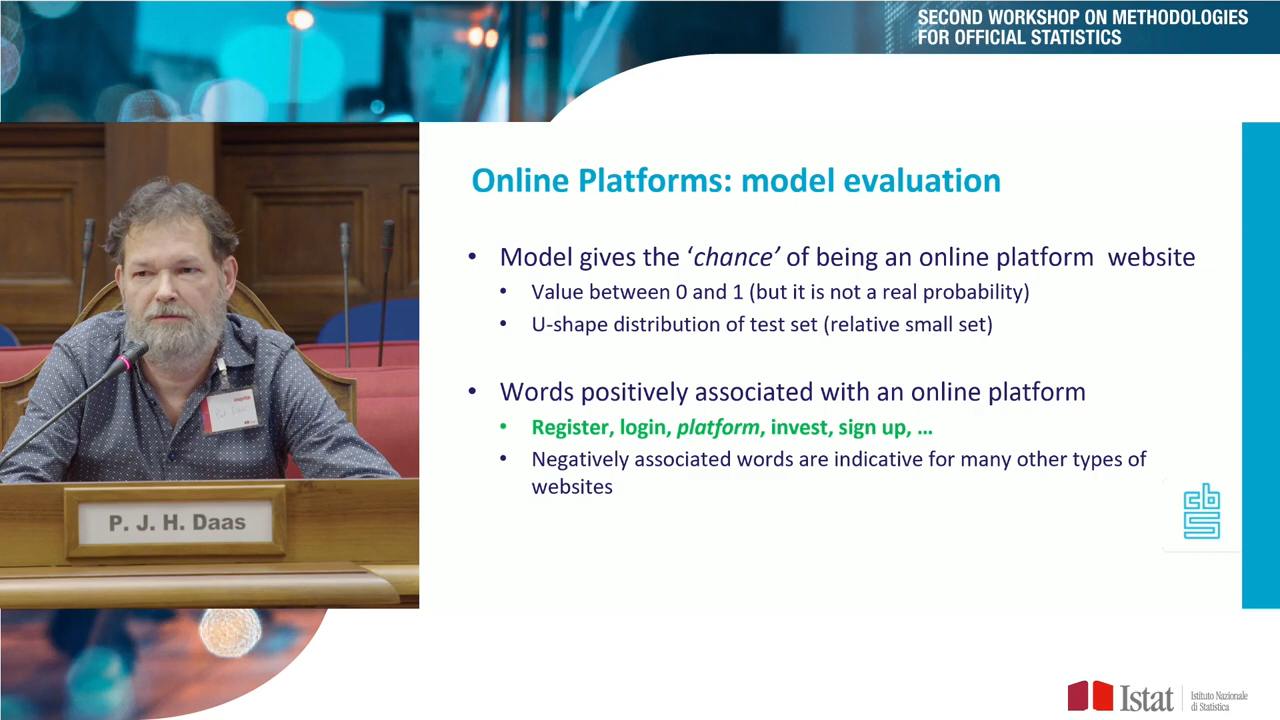 SECOND WORKSHOP ON METHODOLOGIES
FOR OFFICIAL STATISTICS
Online Platforms: model evaluation
• Model gives the ‘chance’ of being an online platform website
• Value between 0 and 1 (but it is not a real probability)
• U-shape distribution of test set (relative small set)
• Words positively associated with an online platform
• Register, login, platform, invest, sign up, …
• Negatively associated words are indicative for many other types of
websites
cbs
P. J. H. Daas
Istat
Istituto Nazionale
di Statistica